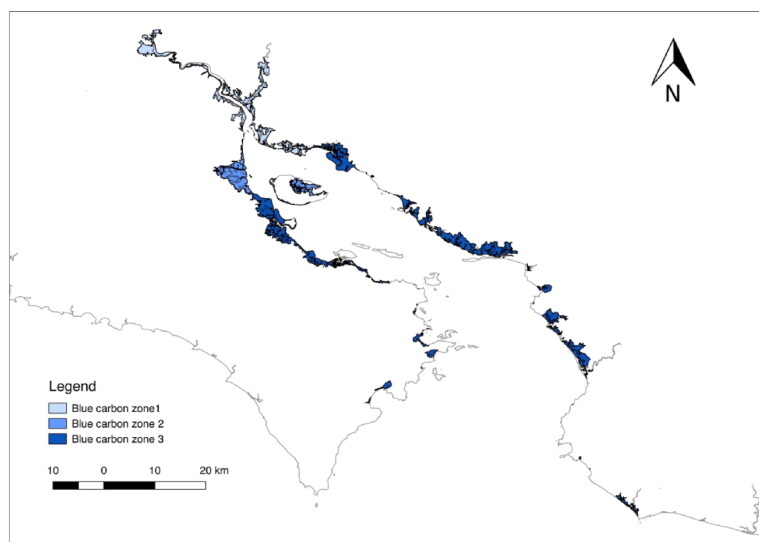 N
Legend
Blue carbon zone1
Blue carbon zone 2
Blue carbon zone 3
10 0 10 20 km